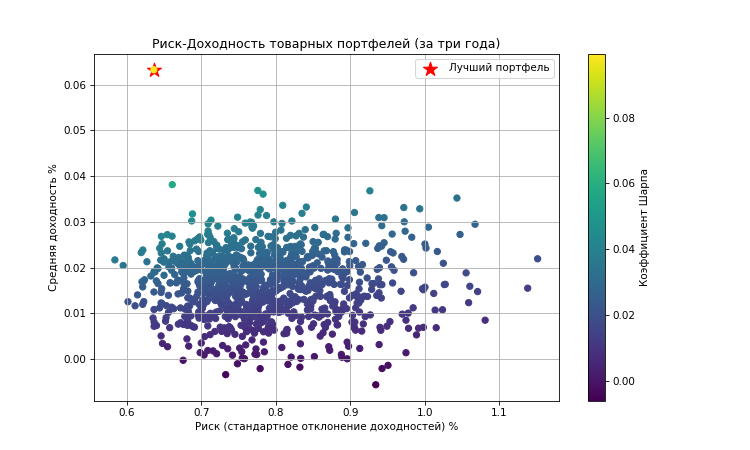 Риск-Доходность товарных портфелей (за три года)
Лучший портфель
Средняя доходность %
0.06
0.05
0.04
0.03
0.02
0.01
0.00
0.6 0.7 0.8 0.9 1.0 1.1
Риск (стандартное отклонение доходностей) %
0.08
0.06
0.04
0.02
0.00
Коэффициент Шарпа